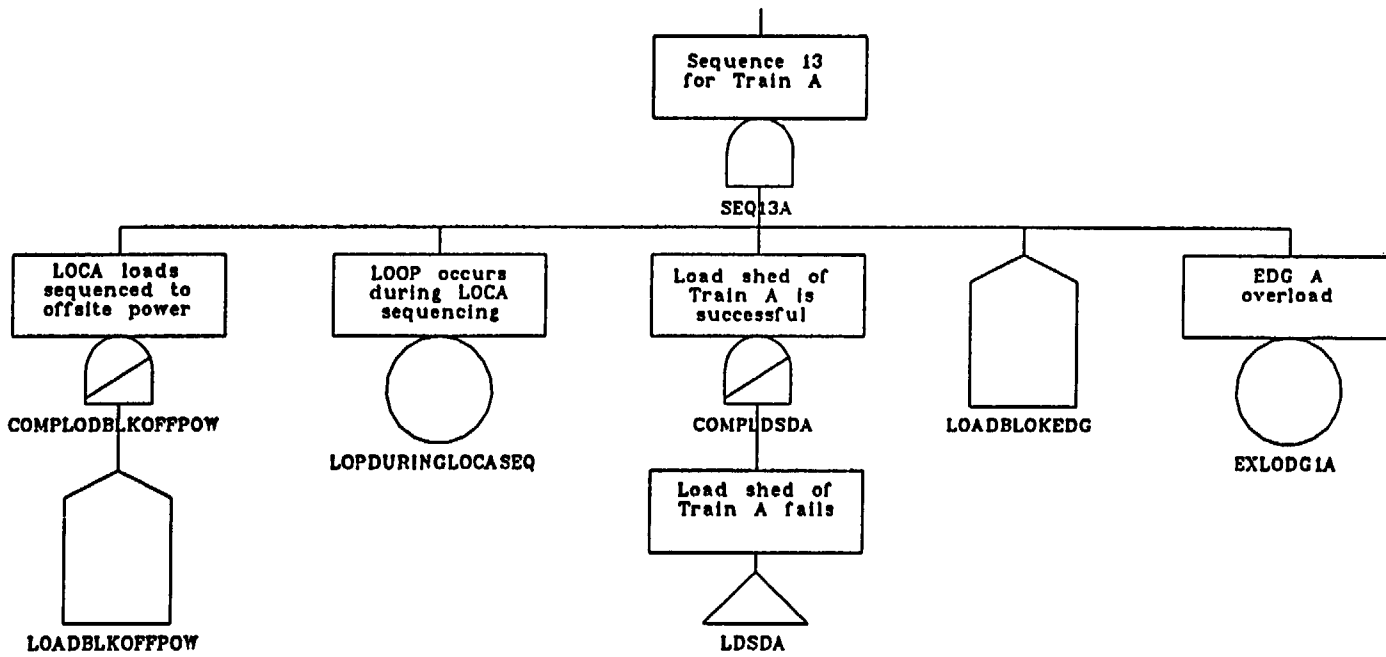 Sequence 13
for Train A
SEQ13A
LOCA loads
sequenced to
offsite power
LOOP occurs
during LOCA
sequencing
Load shed of
Train A is
successful
EDG A
overload
COMPLODBLKOFFPOW
LOPDURINGLOCASEQ
COMPLDSDA
LOADBLOKEDG
EXLODG1A
Load shed of
Train A fails
LOADBLKOFFPOW
LDSDA